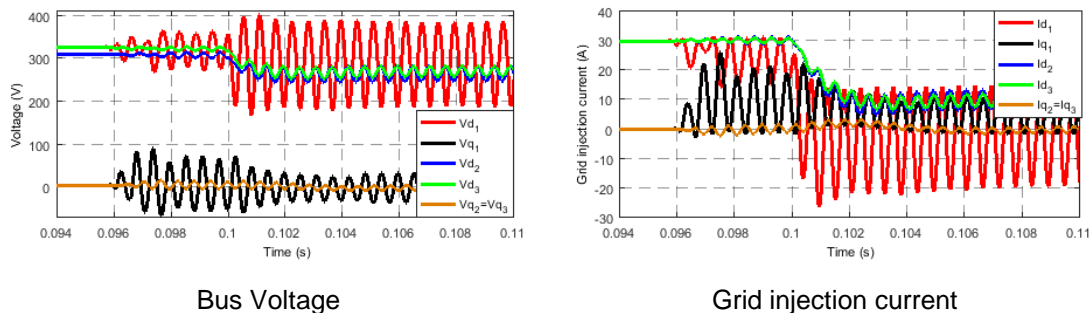 400
300
200
100
0
Voltage (V)
Vd1
Vq1
Vd2
Vd3
Vq2=Vq3
0.094 0.096 0.098 0.1 0.102 0.104 0.106 0.108 0.11
Time (s)
Bus Voltage
40
30
20
10
0
-10
-20
-30
Grid injection current (A)
Id1
Iq1
Id2
Id3
Iq2=Iq3
0.094 0.096 0.098 0.1 0.102 0.104 0.106 0.108 0.11
Time (s)
Grid injection current